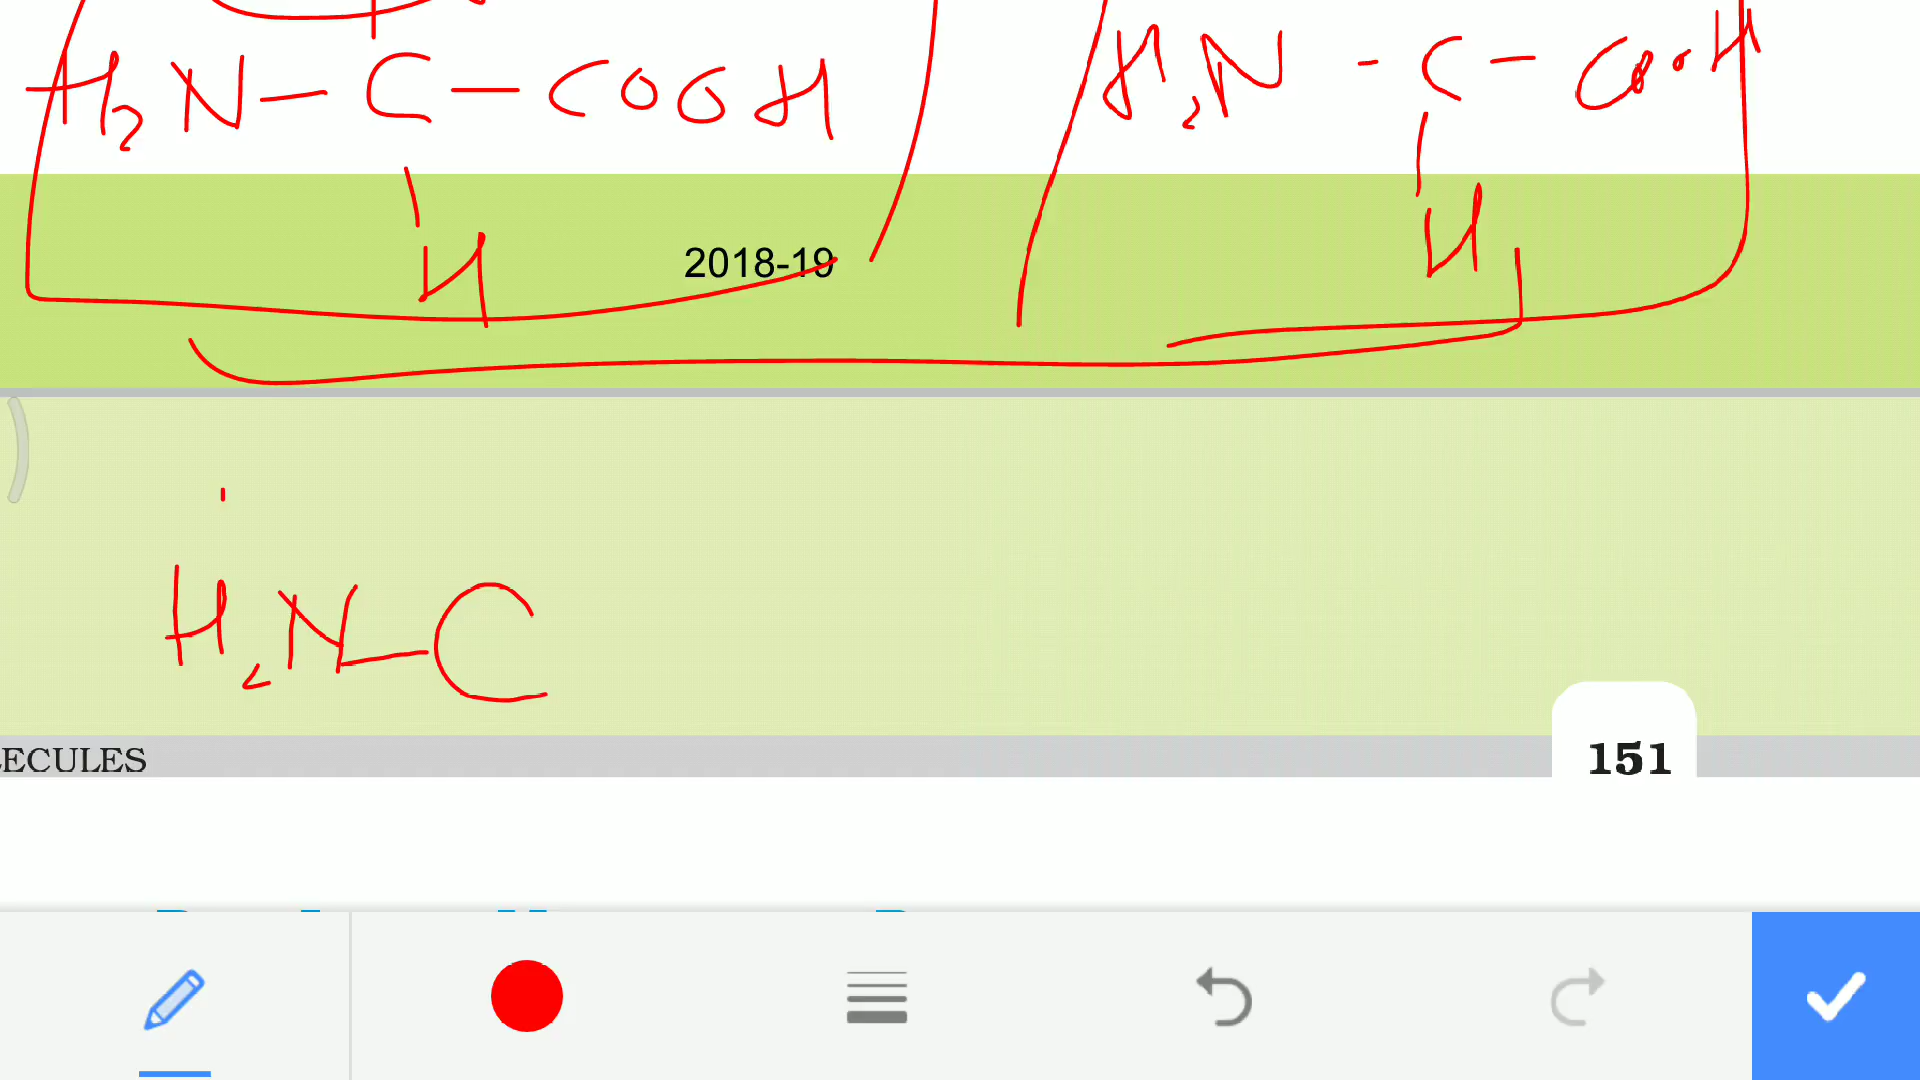 H2N-C-COOH H2N-C-COOH
H H
2018-19
H2N-C
ECULES 151